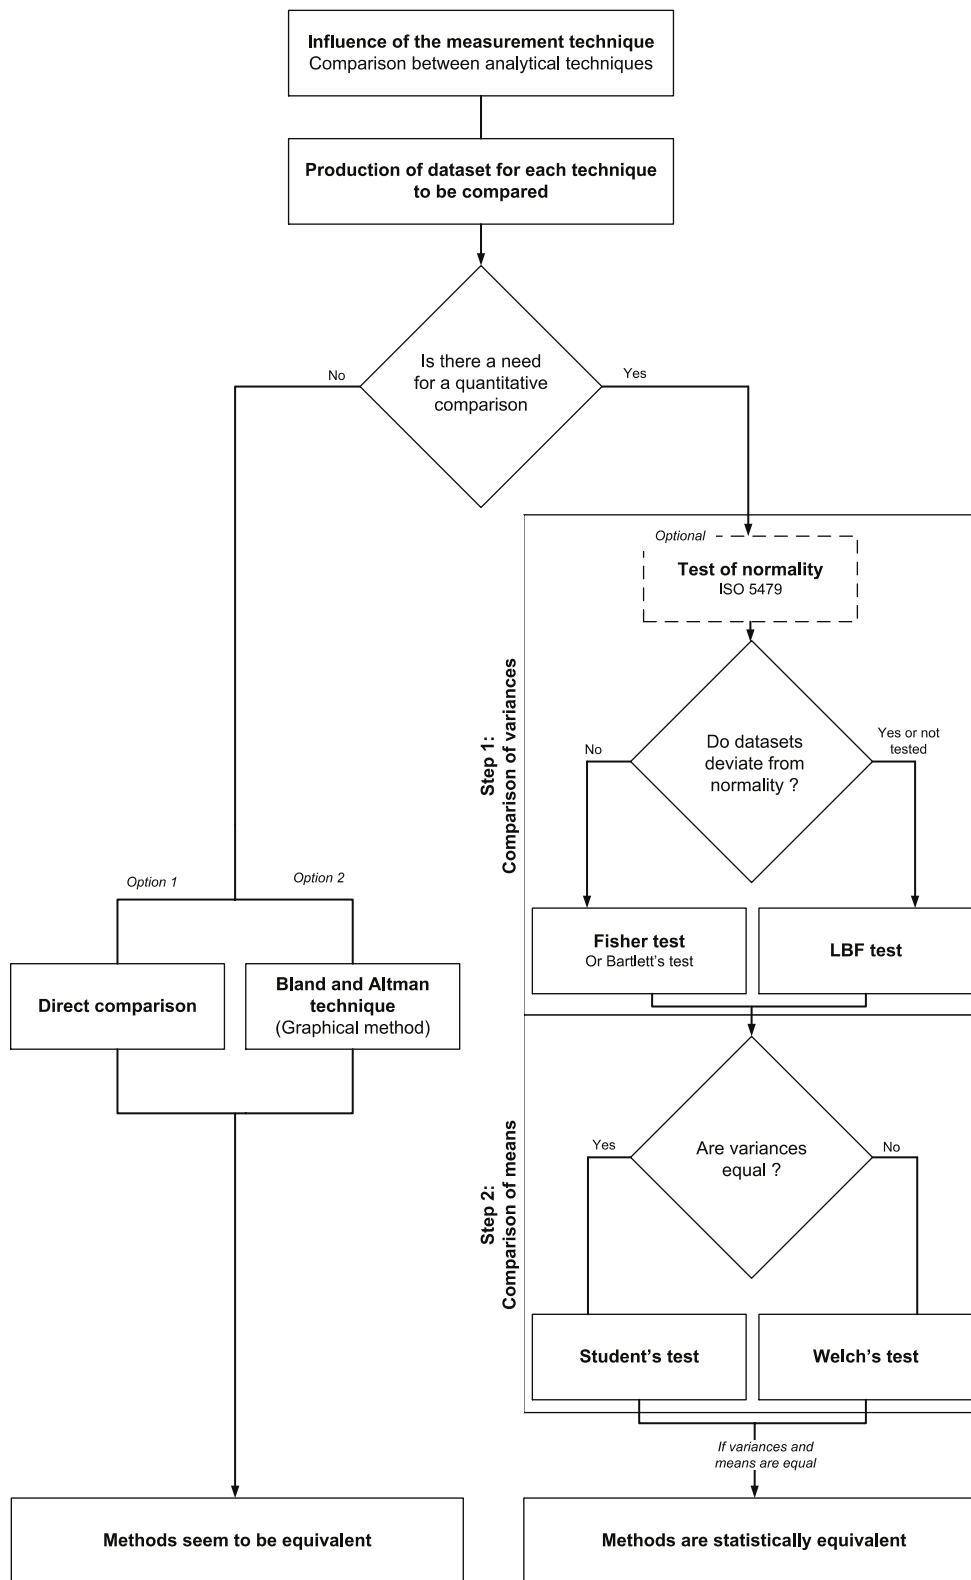 Influence of the measurement technique
Comparison between analytical techniques
Production of dataset for each technique
to be compared
Is there a need
for a quantitative
comparison
No
Yes
Optional
Test of normality
ISO 5479
Step 1:
Comparison of variances
Do datasets
deviate from
normality ?
No
Yes or not
tested
Option 1
Option 2
Fisher test
Or Bartlett's test
LBF test
Direct comparison
Bland and Altman
technique
(Graphical method)
Step 2:
Comparison of means
Are variances
equal ?
Yes
No
Student's test
Welch's test
If variances and
means are equal
Methods seem to be equivalent
Methods are statistically equivalent